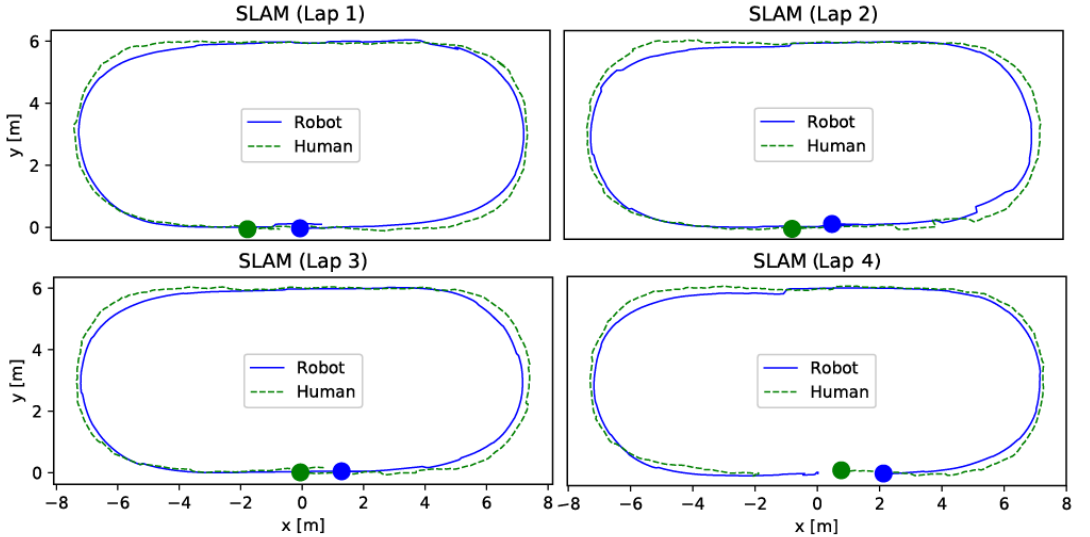 SLAM (Lap 1)
SLAM (Lap 2)
6
4
2
0
y [m]
Robot
Human
Robot
Human
SLAM (Lap 3)
SLAM (Lap 4)
6
4
2
0
y [m]
Robot
Human
Robot
Human
−8 −6 −4 −2 0 2 4 6 8
−8 −6 −4 −2 0 2 4 6 8
x [m]
x [m]